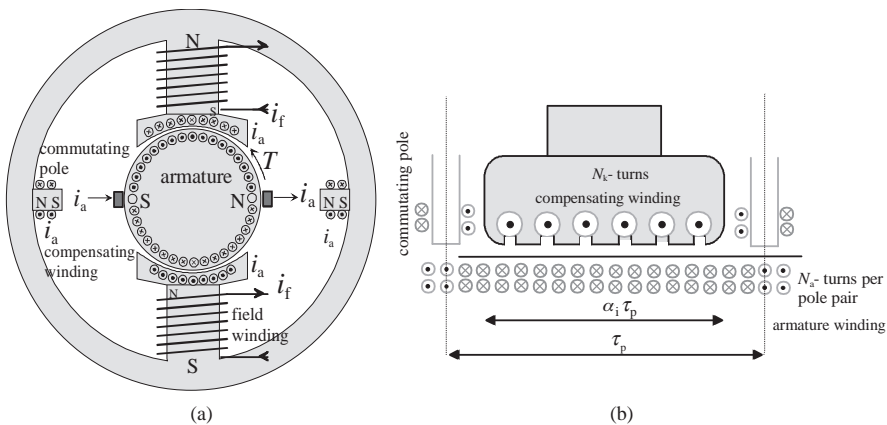 N
i_f
S
i_a
commutating
pole
T
armature
i_a
S
N
i_a
N S
N S
i_a
i_a
compensating
winding
i_a
N
i_f
field
winding
S
(a)
commutating pole
N_k- turns
compensating winding
N_a- turns per
pole pair
α_i τ_p
armature winding
τ_p
(b)